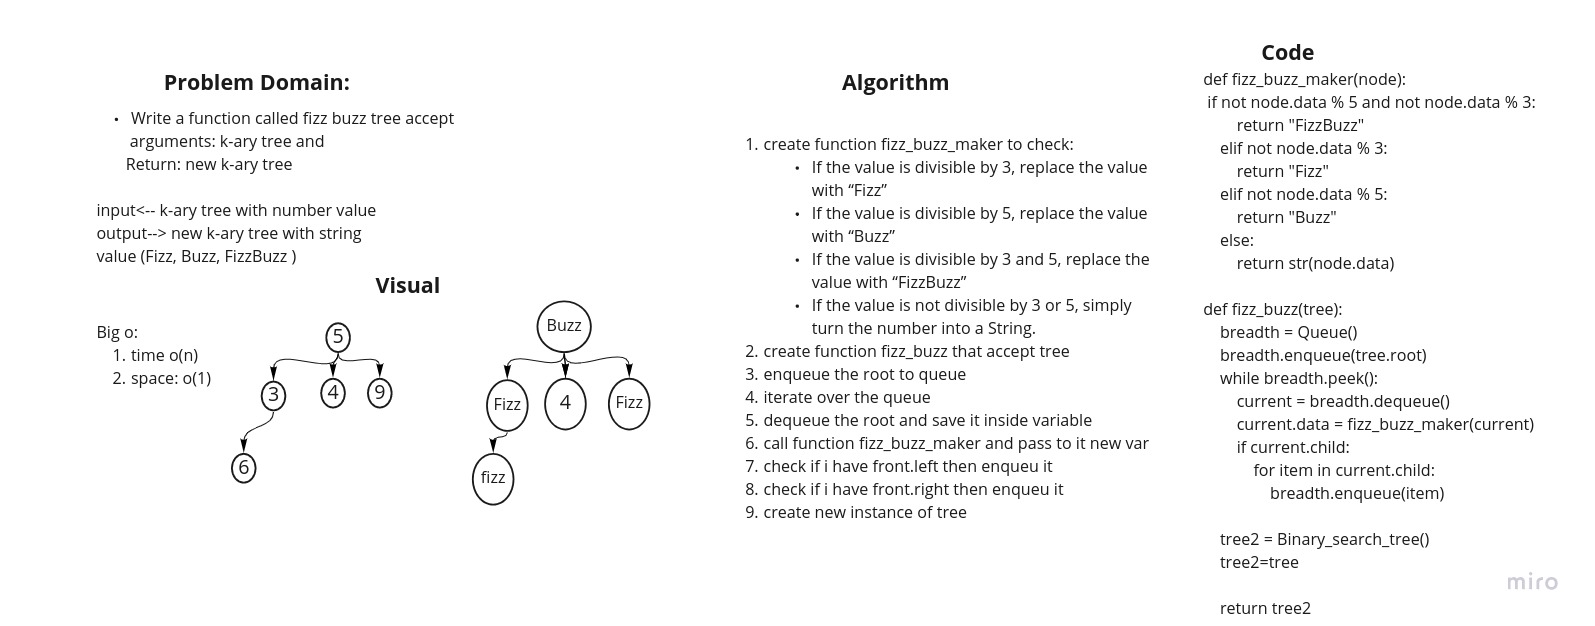 Problem Domain:
• Write a function called fizz buzz tree accept
arguments: k-ary tree and
Return: new k-ary tree
input<-- k-ary tree with number value
output--> new k-ary tree with string
value (Fizz, Buzz, FizzBuzz )
Visual
Big o:
1. time o(n)
2. space: o(1)
5
3
4
9
6
Buzz
Fizz
4
Fizz
fizz
Algorithm
1. create function fizz_buzz_maker to check:
• If the value is divisible by 3, replace the value
with “Fizz”
• If the value is divisible by 5, replace the value
with “Buzz”
• If the value is divisible by 3 and 5, replace the
value with “FizzBuzz”
• If the value is not divisible by 3 or 5, simply
turn the number into a String.
2. create function fizz_buzz that accept tree
3. enqueue the root to queue
4. iterate over the queue
5. dequeue the root and save it inside variable
6. call function fizz_buzz_maker and pass to it new var
7. check if i have front.left then enqueu it
8. check if i have front.right then enqueu it
9. create new instance of tree
Code
def fizz_buzz_maker(node):
if not node.data % 5 and not node.data % 3:
return "FizzBuzz"
elif not node.data % 3:
return "Fizz"
elif not node.data % 5:
return "Buzz"
else:
return str(node.data)
def fizz_buzz(tree):
breadth = Queue()
breadth.enqueue(tree.root)
while breadth.peek():
current = breadth.dequeue()
current.data = fizz_buzz_maker(current)
if current.child:
for item in current.child:
breadth.enqueue(item)
tree2 = Binary_search_tree()
tree2=tree
return tree2
miro